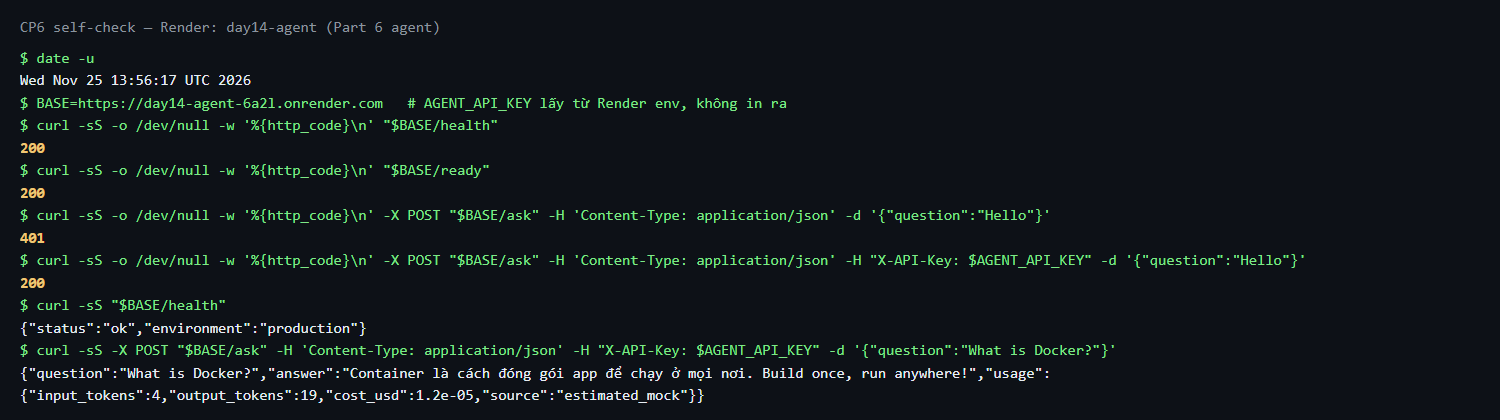 CP6 self-check — Render: day14-agent (Part 6 agent)
$ date -u
Wed Nov 25 13:56:17 UTC 2026
$ BASE=https://day14-agent-6a2l.onrender.com   # AGENT_API_KEY lấy từ Render env, không in ra
$ curl -sS -o /dev/null -w '%{http_code}\n' "$BASE/health"
200
$ curl -sS -o /dev/null -w '%{http_code}\n' "$BASE/ready"
200
$ curl -sS -o /dev/null -w '%{http_code}\n' -X POST "$BASE/ask" -H 'Content-Type: application/json' -d '{"question":"Hello"}'
401
$ curl -sS -o /dev/null -w '%{http_code}\n' -X POST "$BASE/ask" -H 'Content-Type: application/json' -H "X-API-Key: $AGENT_API_KEY" -d '{"question":"Hello"}'
200
$ curl -sS "$BASE/health"
{"status":"ok","environment":"production"}
$ curl -sS -X POST "$BASE/ask" -H 'Content-Type: application/json' -H "X-API-Key: $AGENT_API_KEY" -d '{"question":"What is Docker?"}'
{"question":"What is Docker?","answer":"Container là cách đóng gói app để chạy ở mọi nơi. Build once, run anywhere!","usage":
{"input_tokens":4,"output_tokens":19,"cost_usd":1.2e-05,"source":"estimated_mock"}}